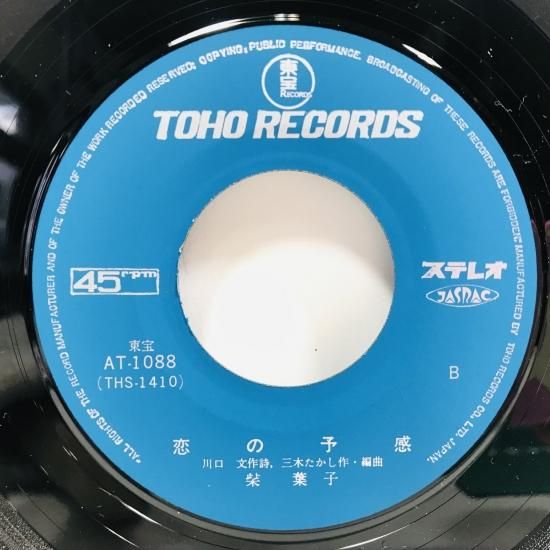 *ALL RIGHTS OF THE RECORD MANUFACTURER AND OF THE OWNER OF THE WORK RECORDED RESERVED; COPYING; PUBLIC PERFORMANCE, BROADCASTING OF THESE RECORDS ARE FORBIDDEN; MANUFACTURED BY TOHO RECORDS CO., LTD. JAPAN.
東宝
RECORDS
TOHO RECORDS
45rpm
ステレオ
JASRAC
東宝
AT-1088
(THS-1410)
B
恋の予感
川口 文作詩, 三木たかし作・編曲
栄葉子